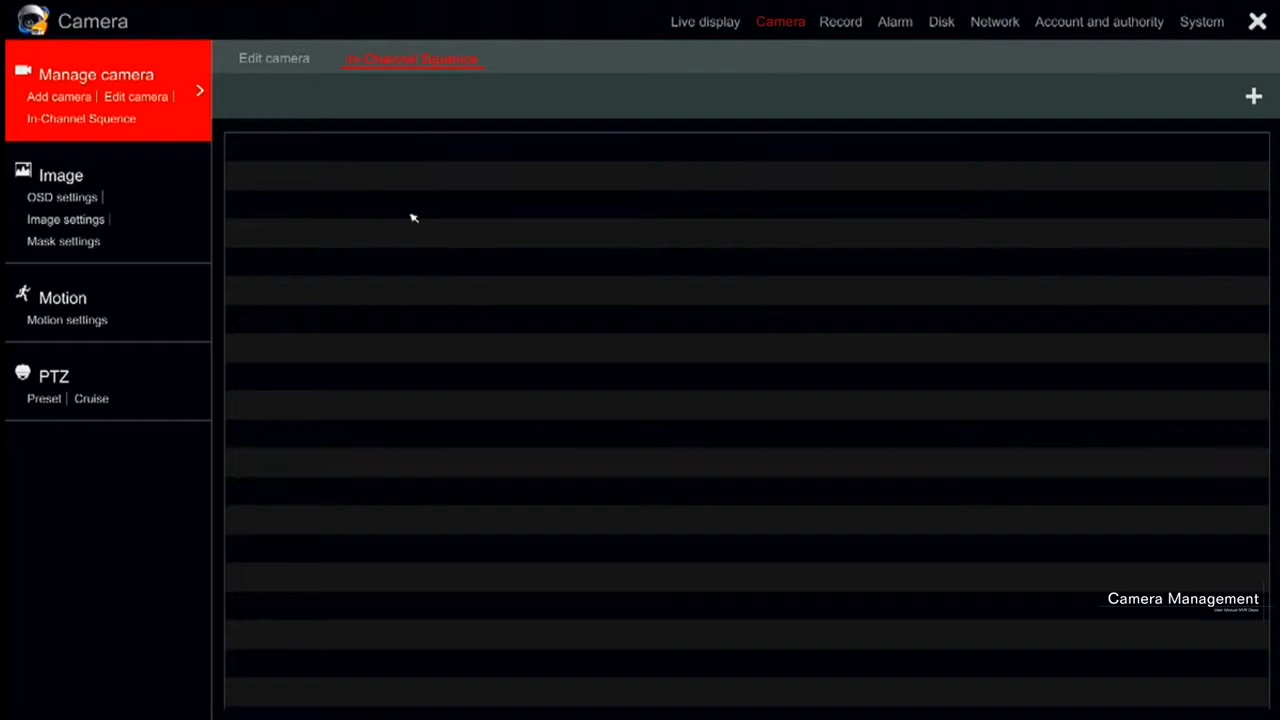 Camera
Live display Camera Record Alarm Disk Network Account and authority System
Manage camera
Add camera | Edit camera |
In-Channel Squence
Edit camera In-Channel Squence
Image
OSD settings |
Image settings |
Mask settings
Motion
Motion settings
PTZ
Preset | Cruise
Camera Management